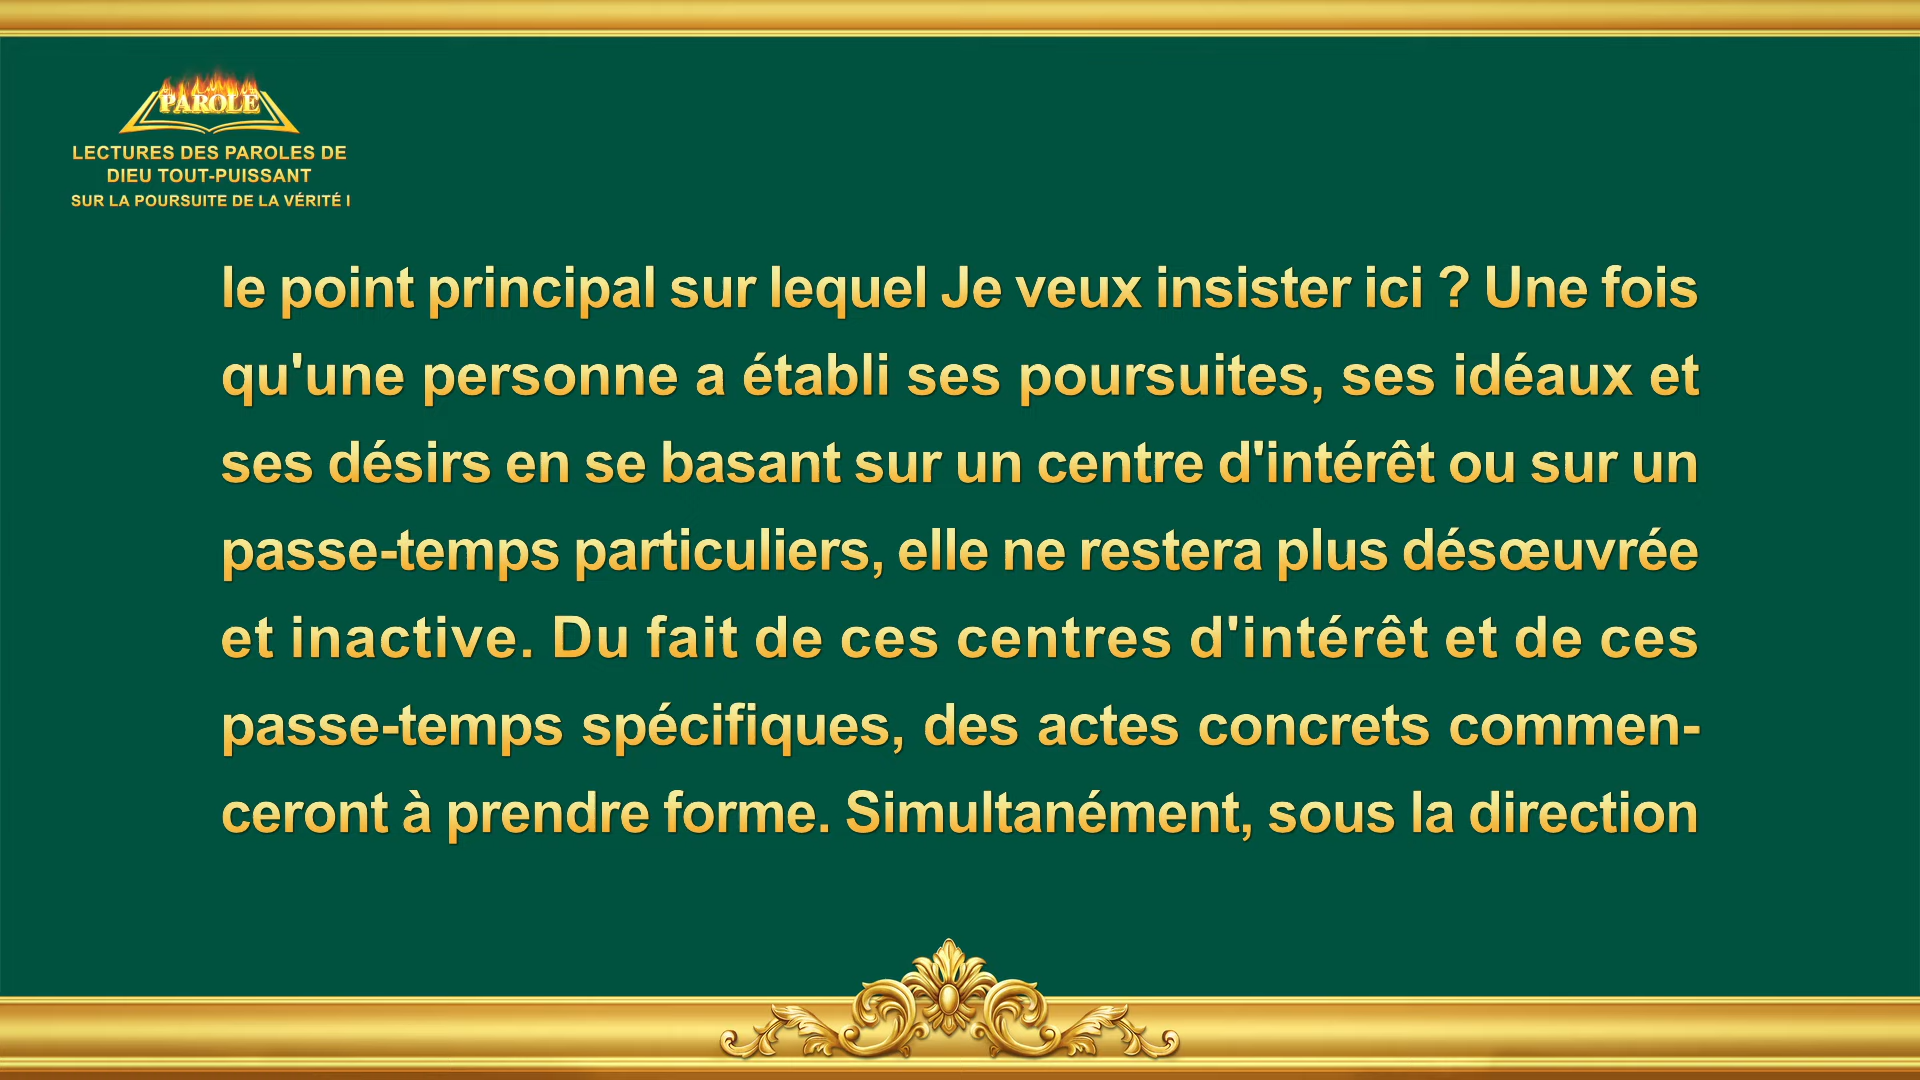 PAROLE
LECTURES DES PAROLES DE
DIEU TOUT-PUISSANT
SUR LA POURSUITE DE LA VÉRITÉ I
le point principal sur lequel Je veux insister ici ? Une fois
qu'une personne a établi ses poursuites, ses idéaux et
ses désirs en se basant sur un centre d'intérêt ou sur un
passe-temps particuliers, elle ne restera plus désœuvrée
et inactive. Du fait de ces centres d'intérêt et de ces
passe-temps spécifiques, des actes concrets commen-
ceront à prendre forme. Simultanément, sous la direction